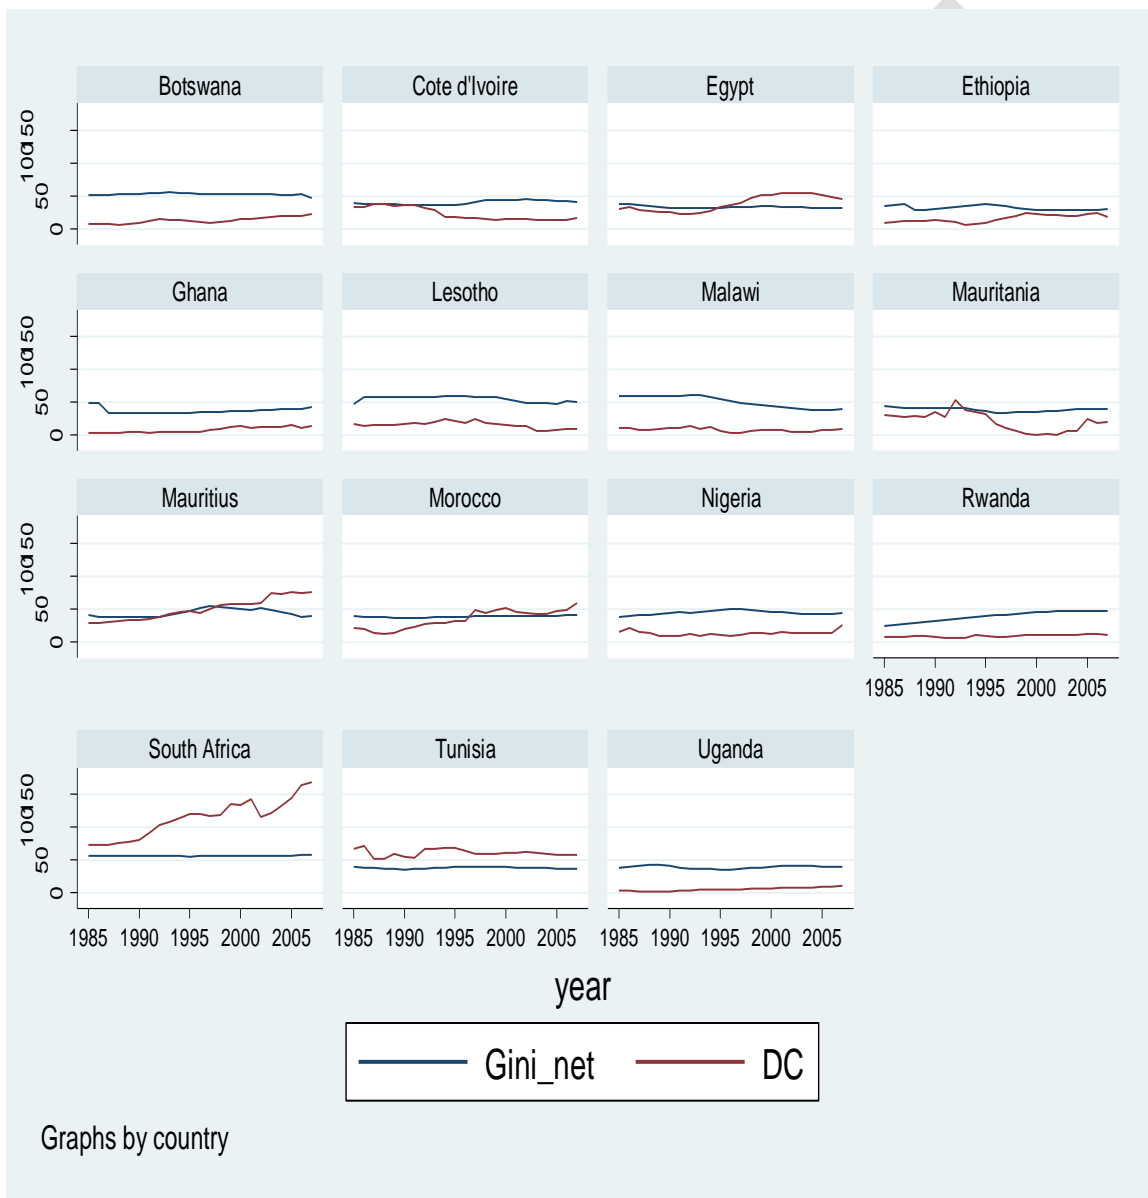 Botswana Cote d'Ivoire Egypt Ethiopia
0 50 100 150
Ghana Lesotho Malawi Mauritania
0 50 100 150
Mauritius Morocco Nigeria Rwanda
0 50 100 150
1985 1990 1995 2000 2005
South Africa Tunisia Uganda
0 50 100 150
1985 1990 1995 2000 2005 1985 1990 1995 2000 2005 1985 1990 1995 2000 2005
year
Gini_net DC
Graphs by country